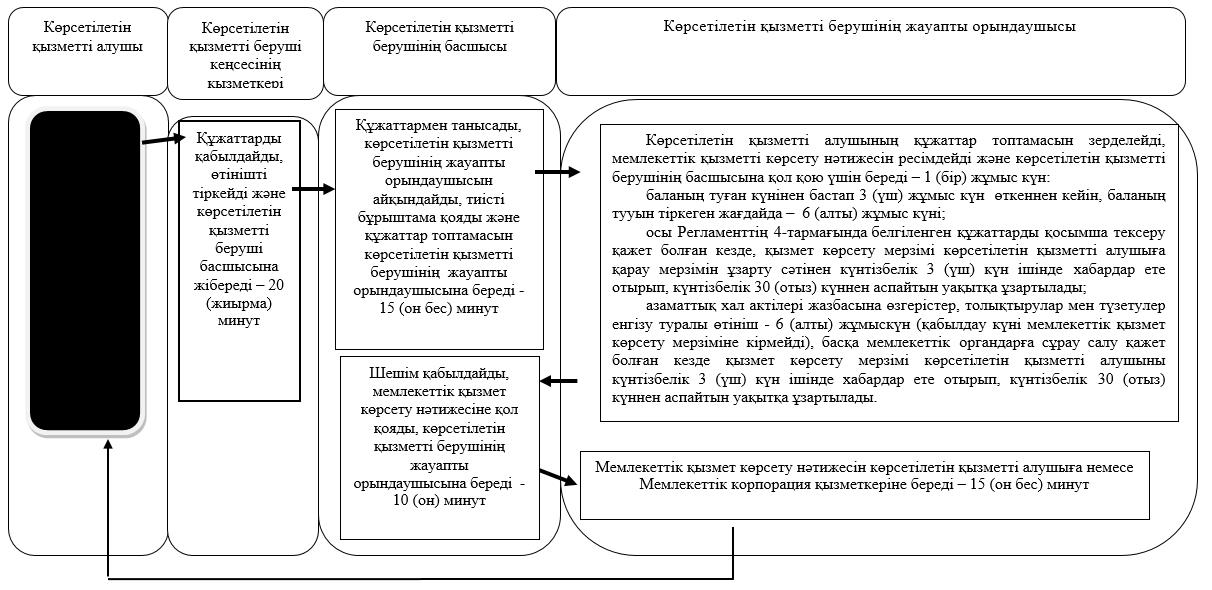 Көрсетілетін
қызметті алушы
Көрсетілетін
қызметті беруші
кеңсесінің
қызметкері
Көрсетілетін қызметті
берушінің басшысы
Көрсетілетін қызметті берушінің жауапты орындаушысы
Құжаттарды
қабылдайды,
өтінішті
тіркейді және
көрсетілетін
қызметті
беруші
басшысына
жібереді – 20
(жиырма)
минут
Құжаттармен танысады,
көрсетілетін қызметті
берушінің жауапты
орындаушысын
айқындайды, тиісті
бұрыштама қояды және
құжаттар топтамасын
көрсетілетін қызметті
берушінің жауапты
орындаушысына береді -
15 (он бес) минут
Көрсетілетін қызметті алушының құжаттар топтамасын зерделейді,
мемлекеттік қызметті көрсету нәтижесін ресімдейді және көрсетілетін қызметті
берушінің басшысына қол қою үшін береді – 1 (бір) жұмыс күн:
баланың туған күнінен бастап 3 (үш) жұмыс күн өткеннен кейін, баланың
тууын тіркеген жағдайда – 6 (алты) жұмыс күні;
осы Регламенттің 4-тармағында белгіленген құжаттарды қосымша тексеру
қажет болған кезде, қызмет көрсету мерзімі көрсетілетін қызметті алушыға
қарау мерзімін ұзарту сәтінен күнтізбелік 3 (үш) күн ішінде хабардар ете
отырып, күнтізбелік 30 (отыз) күннен аспайтын уақытқа ұзартылады;
азаматтық хал актілері жазбасына өзгерістер, толықтырулар мен түзетулер
енгізу туралы өтініш - 6 (алты) жұмыскүн (қабылдау күні мемлекеттік қызмет
көрсету мерзіміне кірмейді), басқа мемлекеттік органдарға сұрау салу қажет
болған кезде қызмет көрсету мерзімі көрсетілетін қызметті алушыны
күнтізбелік 3 (үш) күн ішінде хабардар ете отырып, күнтізбелік 30 (отыз)
күннен аспайтын уақытқа ұзартылады.
Шешім қабылдайды,
мемлекеттік қызмет
көрсету нәтижесіне қол
қояды, көрсетілетін
қызметті берушінің
жауапты
орындаушысына береді -
10 (он) минут
Мемлекеттік қызмет көрсету нәтижесін көрсетілетін қызметті алушыға немесе
Мемлекеттік корпорация қызметкеріне береді – 15 (он бес) минут